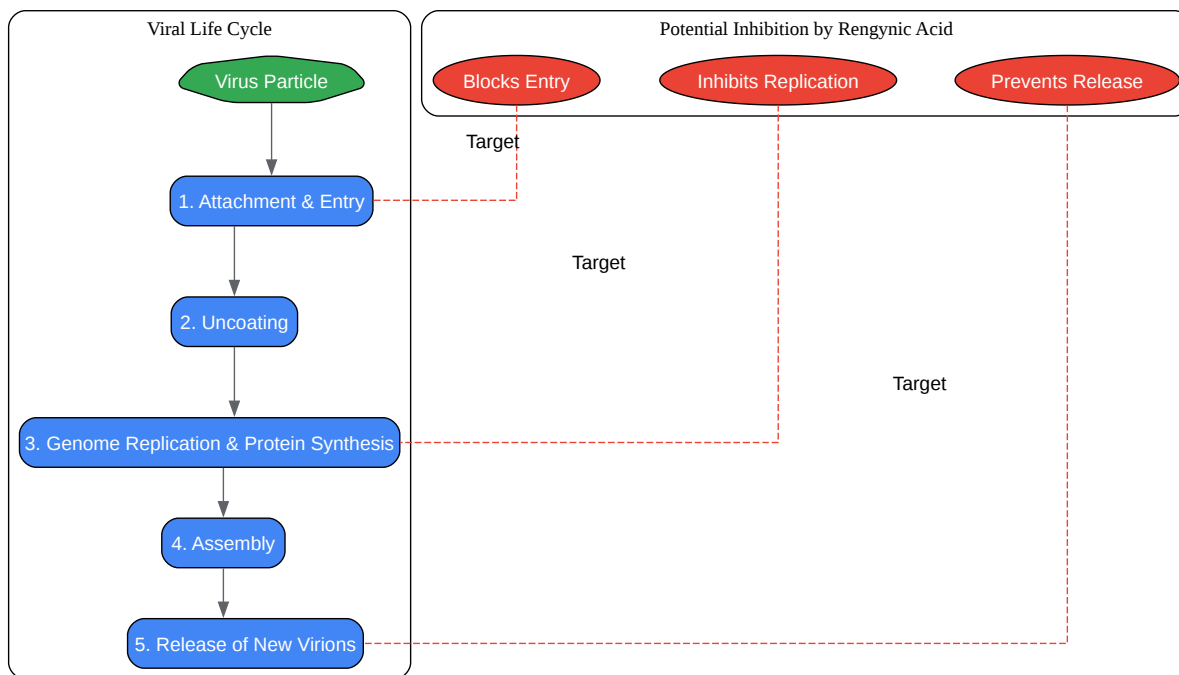 Viral Life Cycle
Potential Inhibition by Rengynic Acid
Virus Particle
Blocks Entry
Inhibits Replication
Prevents Release
Target
1. Attachment & Entry
Target
2. Uncoating
Target
3. Genome Replication & Protein Synthesis
4. Assembly
5. Release of New Virions